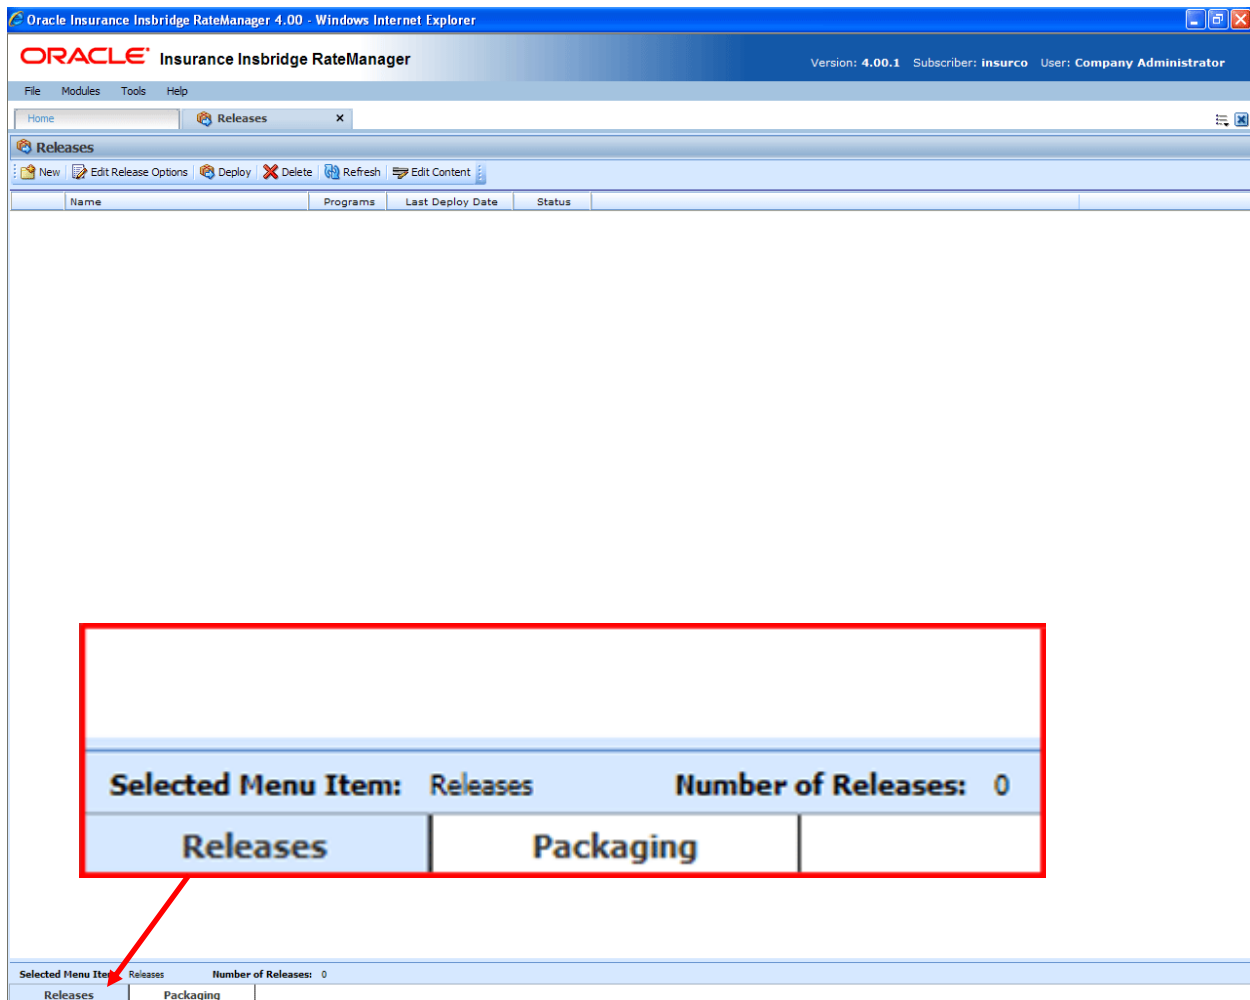 Oracle Insurance Insbridge RateManager 4.00 - Windows Internet Explorer
ORACLE Insurance Insbridge RateManager
Version: 4.00.1 Subscriber: insurco User: Company Administrator
File Modules Tools Help
Home Releases x
Releases
New Edit Release Options Deploy Delete Refresh Edit Content
Name Programs Last Deploy Date Status
Selected Menu Item: Releases Number of Releases: 0
Releases Packaging
Selected Menu Ite Releases Number of Releases: 0
Releases Packaging